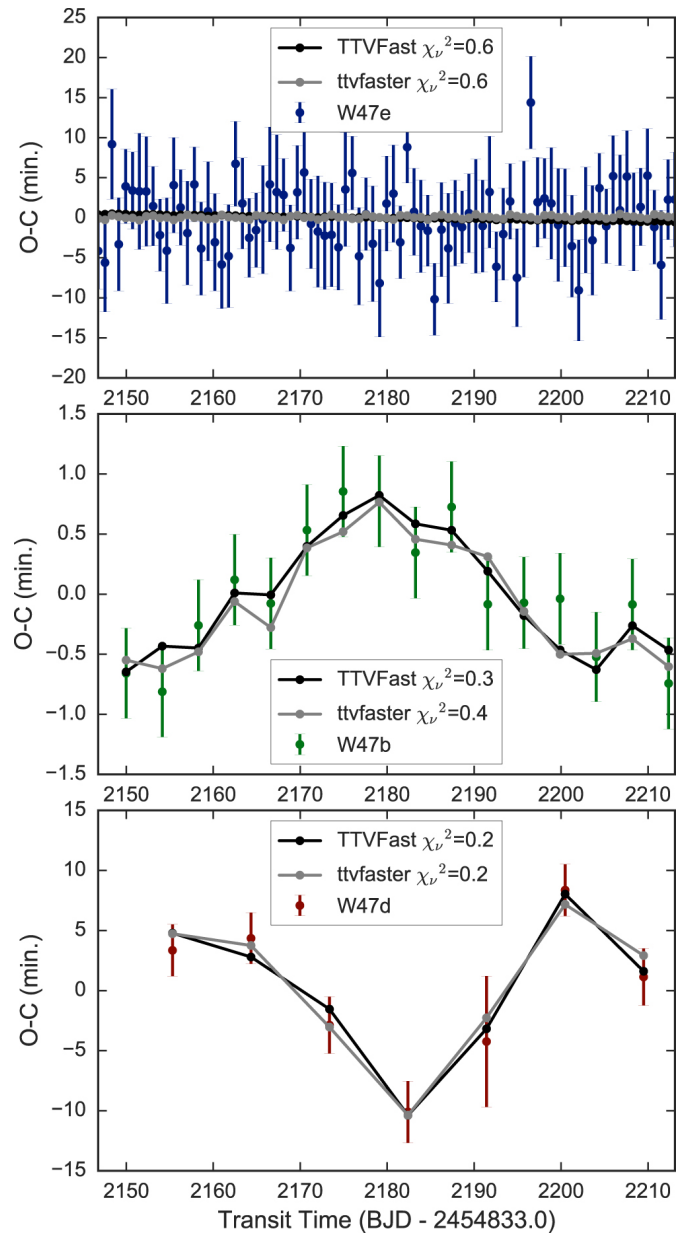 25
20
15
10
5
0
−5
−10
−15
−20
O-C (min.)
TTVFast χν²=0.6
ttvfaster χν²=0.6
W47e
2150 2160 2170 2180 2190 2200 2210
1.5
1.0
0.5
0.0
−0.5
−1.0
−1.5
O-C (min.)
TTVFast χν²=0.3
ttvfaster χν²=0.4
W47b
2150 2160 2170 2180 2190 2200 2210
15
10
5
0
−5
−10
−15
O-C (min.)
TTVFast χν²=0.2
ttvfaster χν²=0.2
W47d
2150 2160 2170 2180 2190 2200 2210
Transit Time (BJD - 2454833.0)